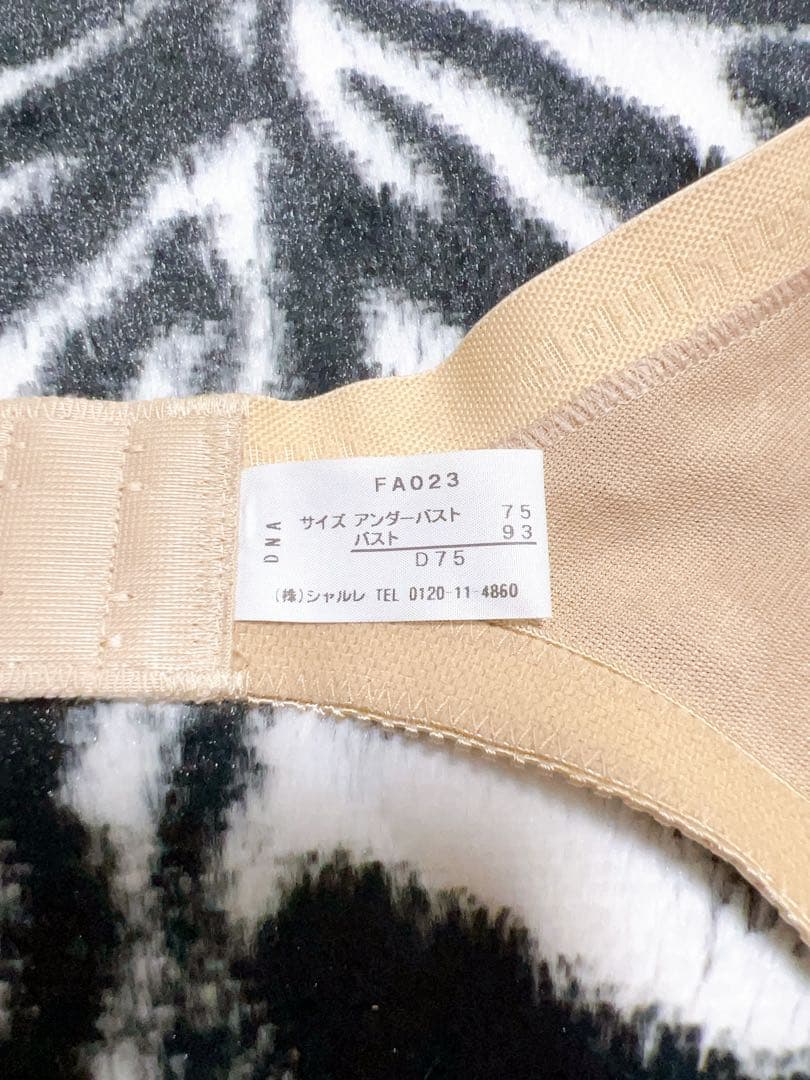 FA023
サイズ アンダーバスト 75
バスト 93
D75
DNA
(株)シャルレ TEL 0120-11-4860